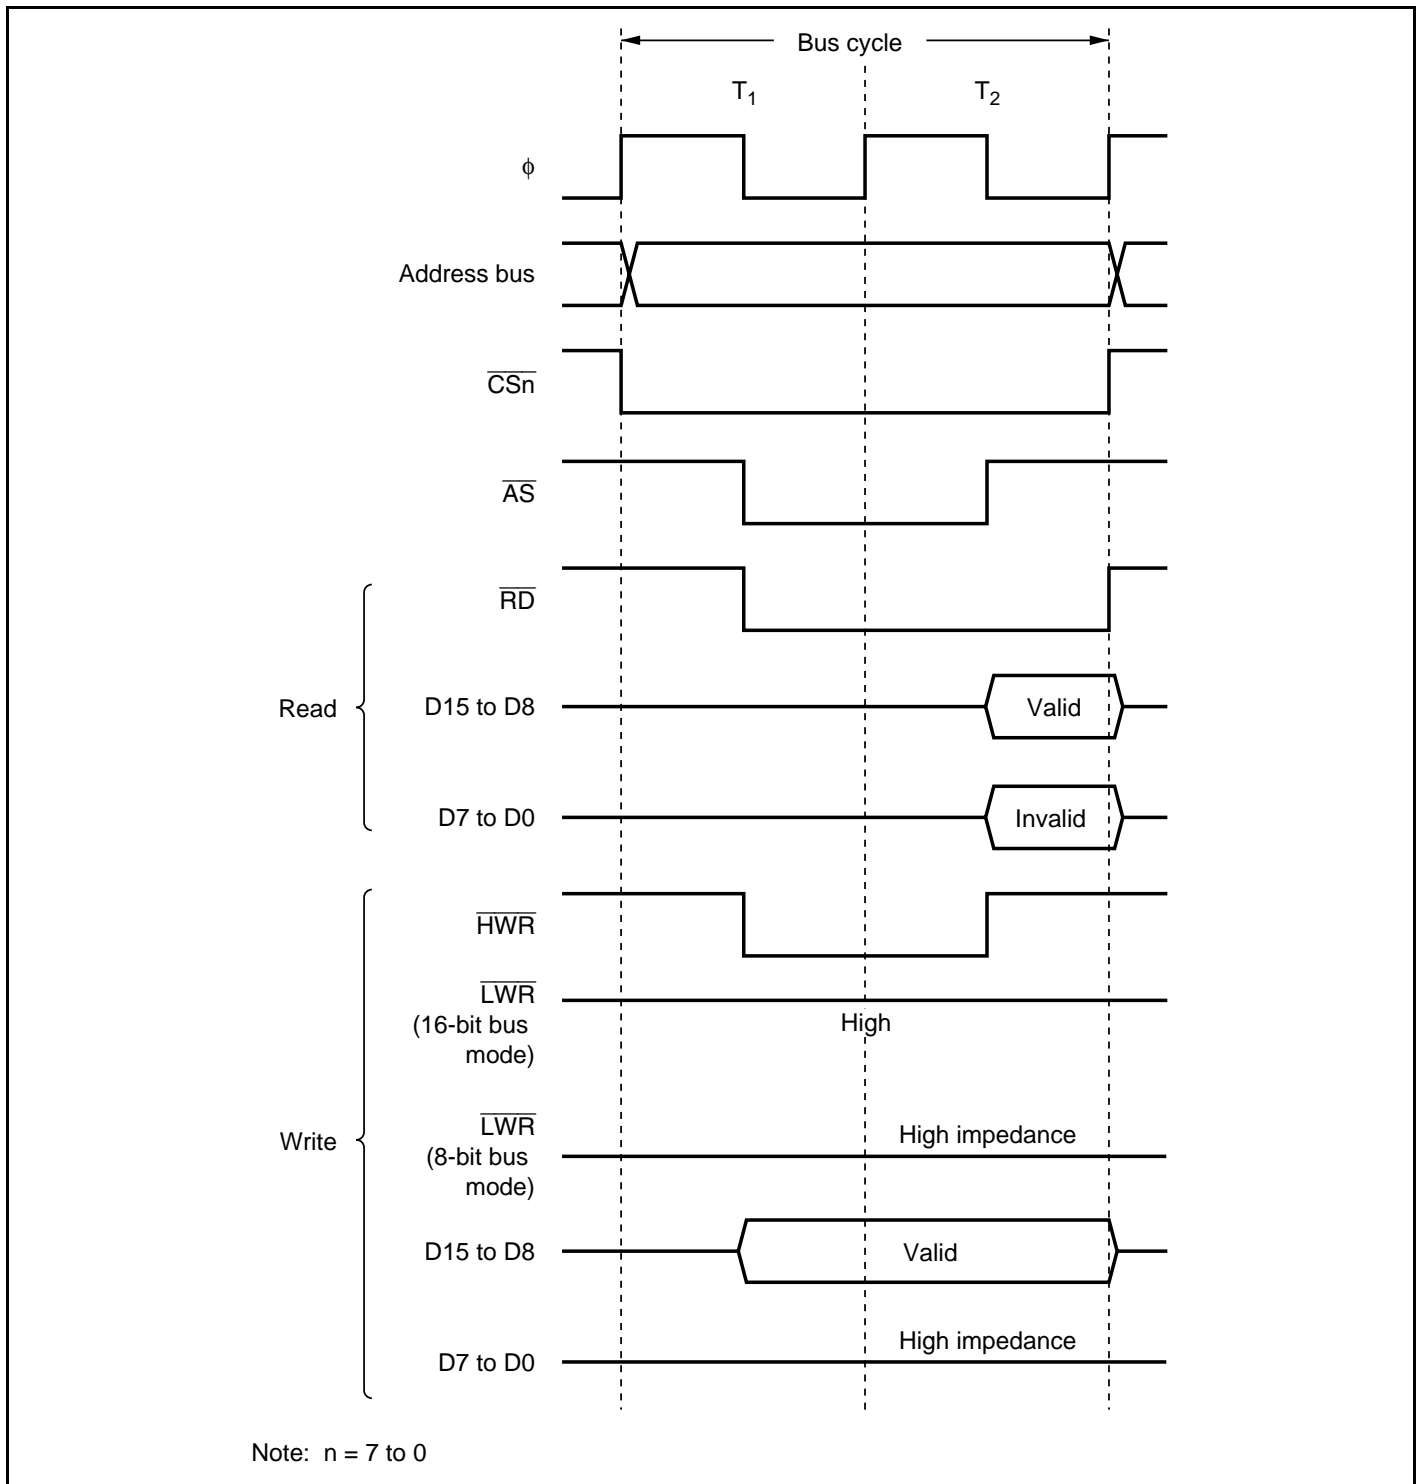 Bus cycle
T1 T2
ϕ
Address bus
CSn
AS
RD
Read
D15 to D8
Valid
D7 to D0
Invalid
HWR
LWR
(16-bit bus
mode)
High
Write
LWR
(8-bit bus
mode)
High impedance
D15 to D8
Valid
D7 to D0
High impedance
Note: n = 7 to 0